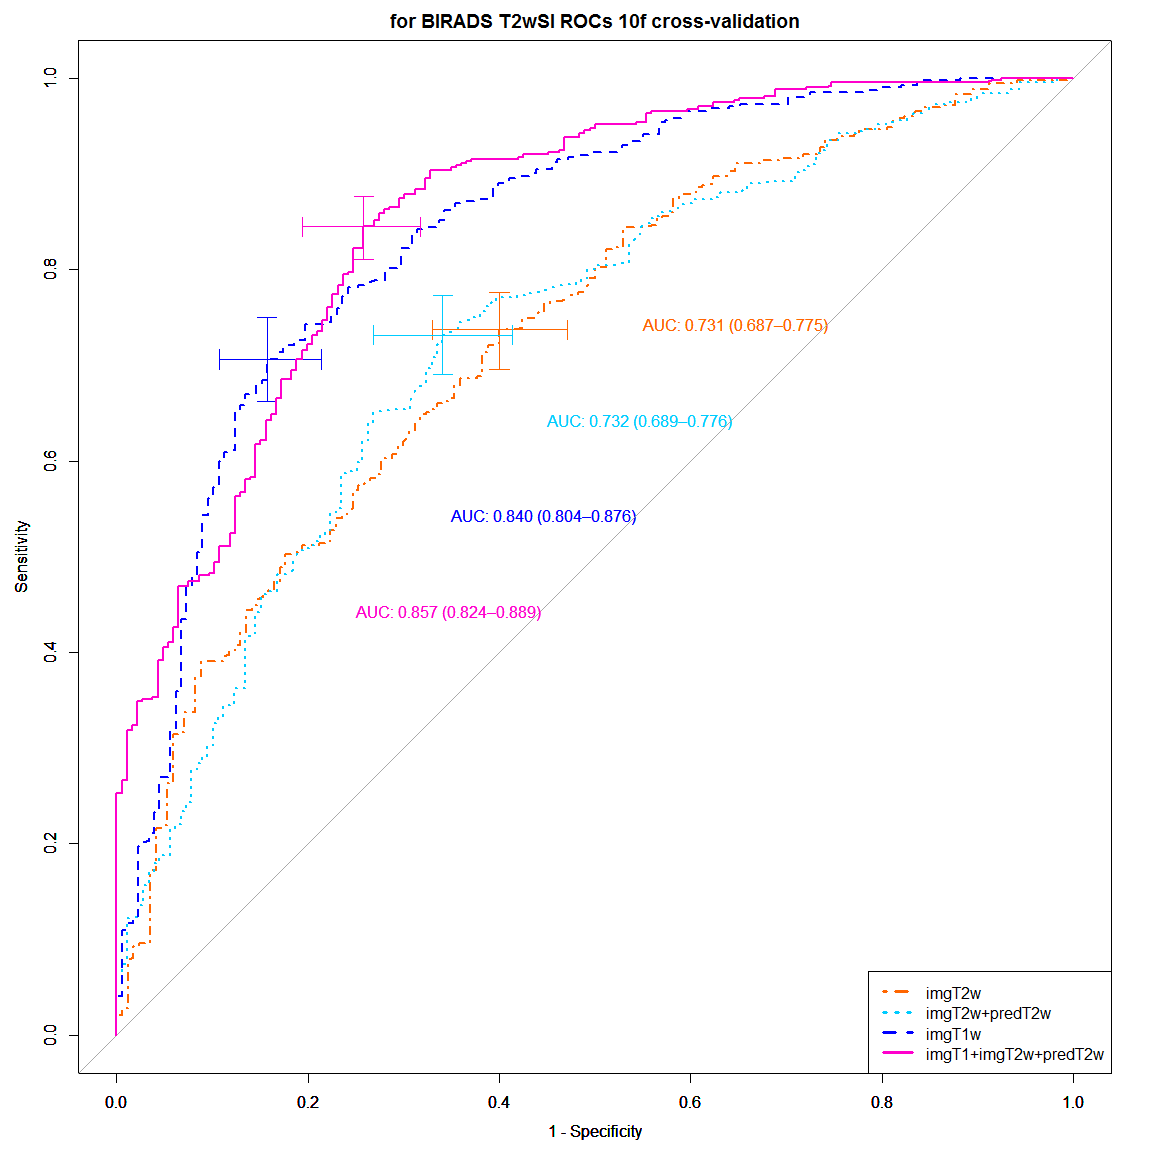 for BIRADS T2wSI ROCs 10f cross-validation
Sensitivity
1.0
0.8
0.6
0.4
0.2
0.0
AUC: 0.731 (0.687–0.775)
AUC: 0.732 (0.689–0.776)
AUC: 0.840 (0.804–0.876)
AUC: 0.857 (0.824–0.889)
imgT2w
imgT2w+predT2w
imgT1w
imgT1+imgT2w+predT2w
0.0 0.2 0.4 0.6 0.8 1.0
1 - Specificity